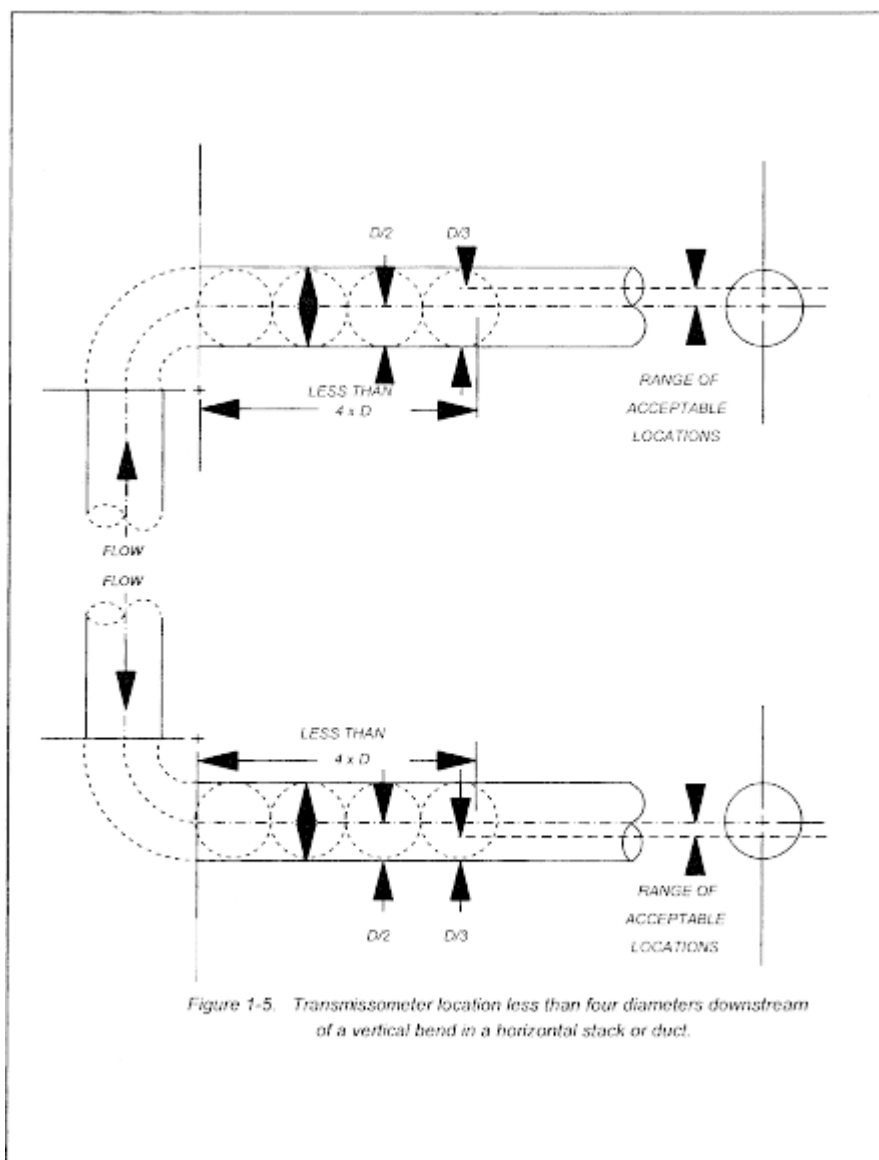 D/2 D/3
LESS THAN
4 x D
RANGE OF
ACCEPTABLE
LOCATIONS
FLOW
FLOW
LESS THAN
4 x D
D/2 D/3
RANGE OF
ACCEPTABLE
LOCATIONS
Figure 1-5. Transmissometer location less than four diameters downstream
of a vertical bend in a horizontal stack or duct.